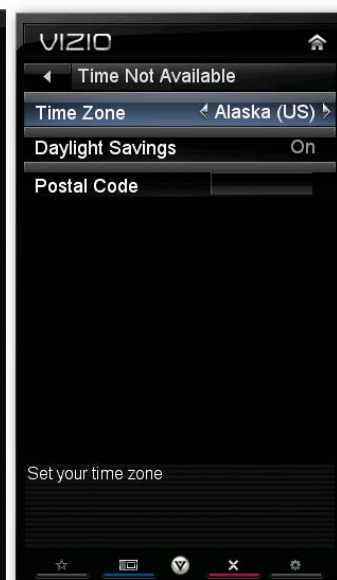 VIZIO
Time Not Available
Time Zone Alaska (US)
Daylight Savings On
Postal Code
Set your time zone
V